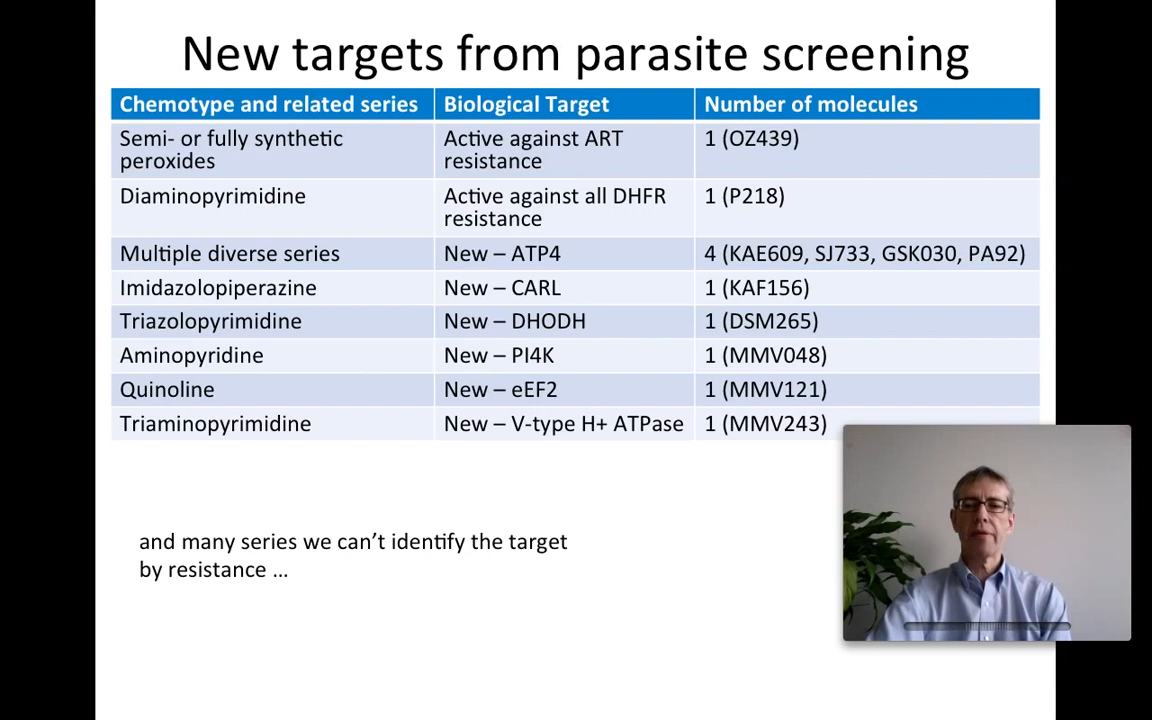 New targets from parasite screening
Chemotype and related series Biological Target Number of molecules
Semi- or fully synthetic peroxides Active against ART resistance 1 (OZ439)
Diaminopyrimidine Active against all DHFR resistance 1 (P218)
Multiple diverse series New – ATP4 4 (KAE609, SJ733, GSK030, PA92)
Imidazolopiperazine New – CARL 1 (KAF156)
Triazolopyrimidine New – DHODH 1 (DSM265)
Aminopyridine New – PI4K 1 (MMV048)
Quinoline New – eEF2 1 (MMV121)
Triaminopyrimidine New – V-type H+ ATPase 1 (MMV243)
and many series we can’t identify the target
by resistance ...